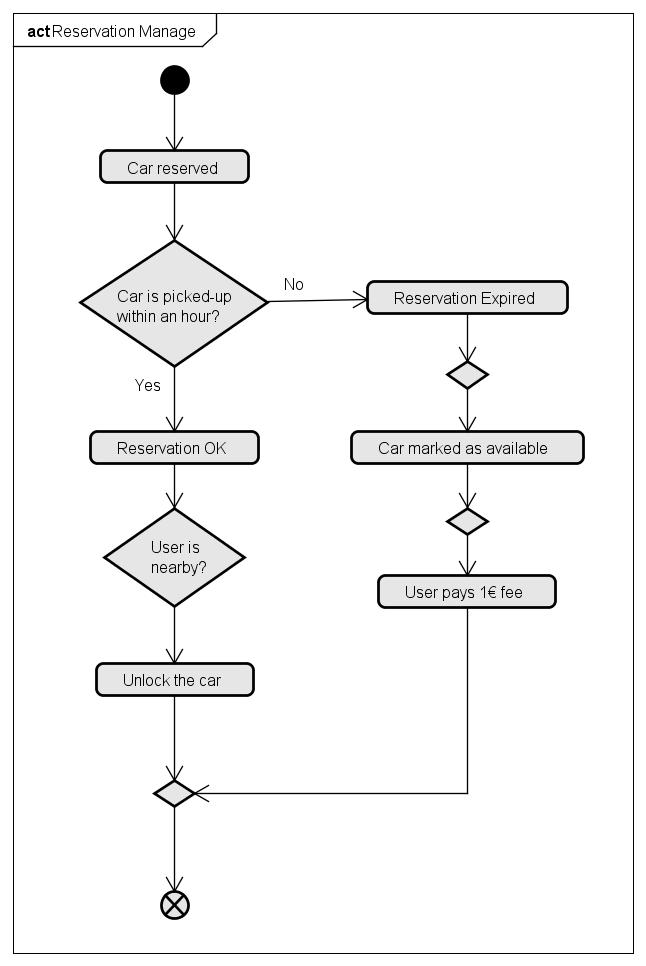 act Reservation Manage
Car reserved
Car is picked-up
within an hour?
No
Reservation Expired
Yes
Reservation OK
Car marked as available
User is
nearby?
User pays 1€ fee
Unlock the car